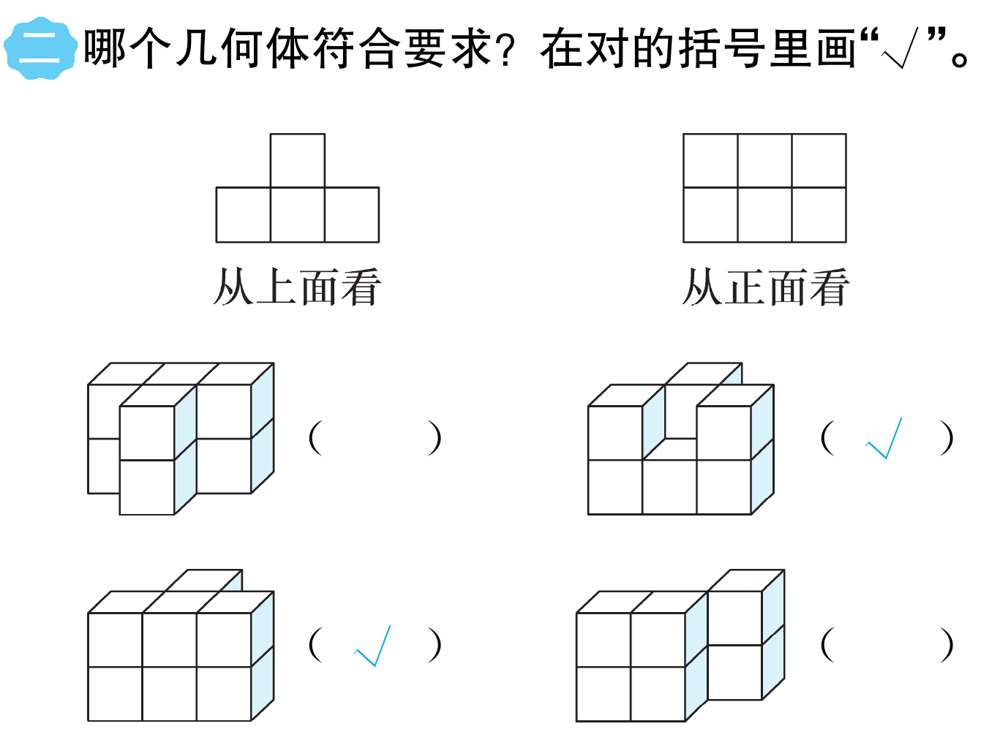 二 哪个几何体符合要求？在对的括号里画“√”。
从上面看 从正面看
（ ） （ √ ）
（ √ ） （ ）